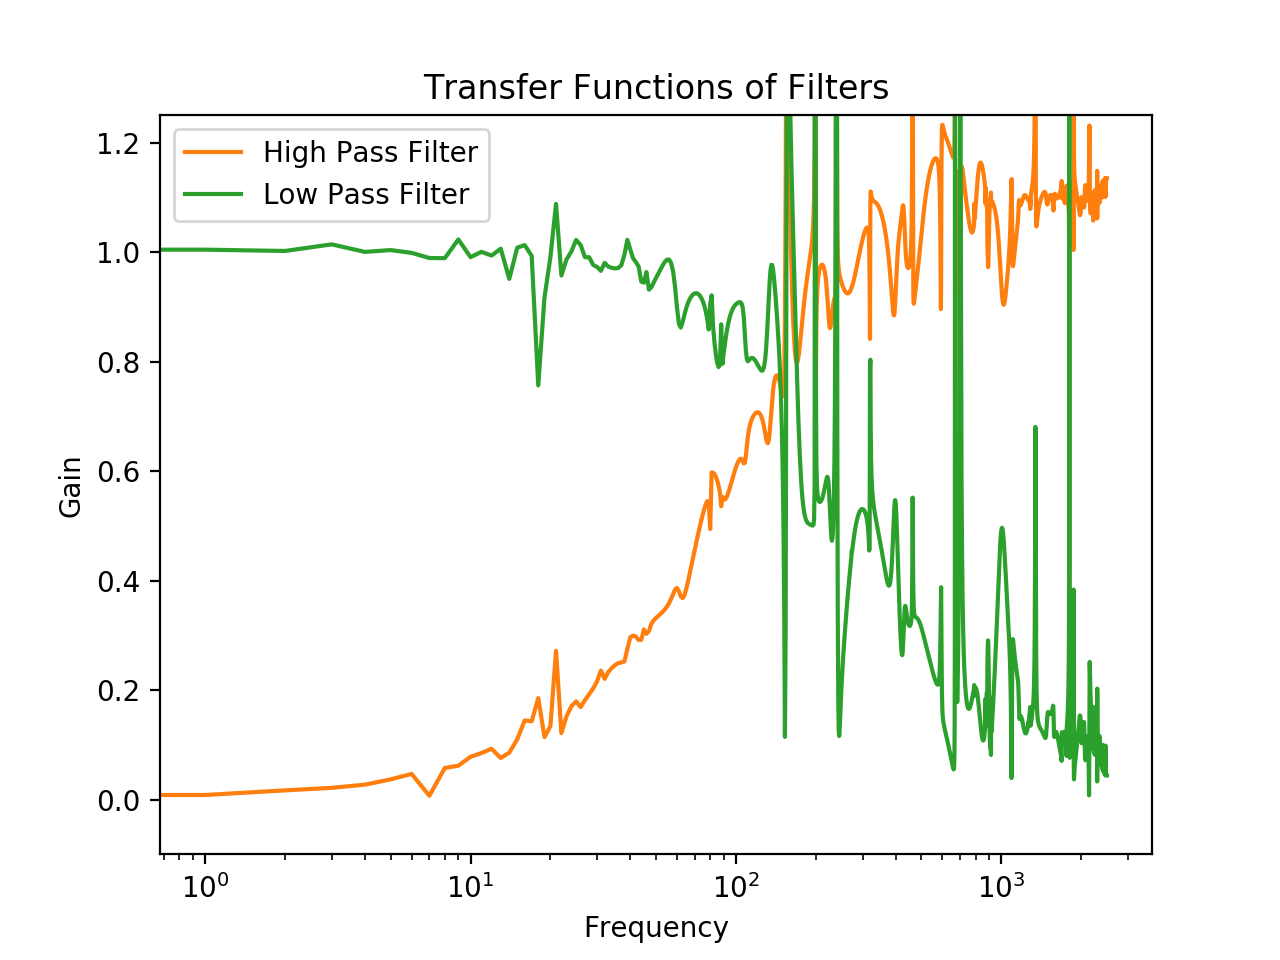 Transfer Functions of Filters
High Pass Filter
Low Pass Filter
1.2
1.0
0.8
0.6
0.4
0.2
0.0
Gain
10⁰ 10¹ 10² 10³
Frequency